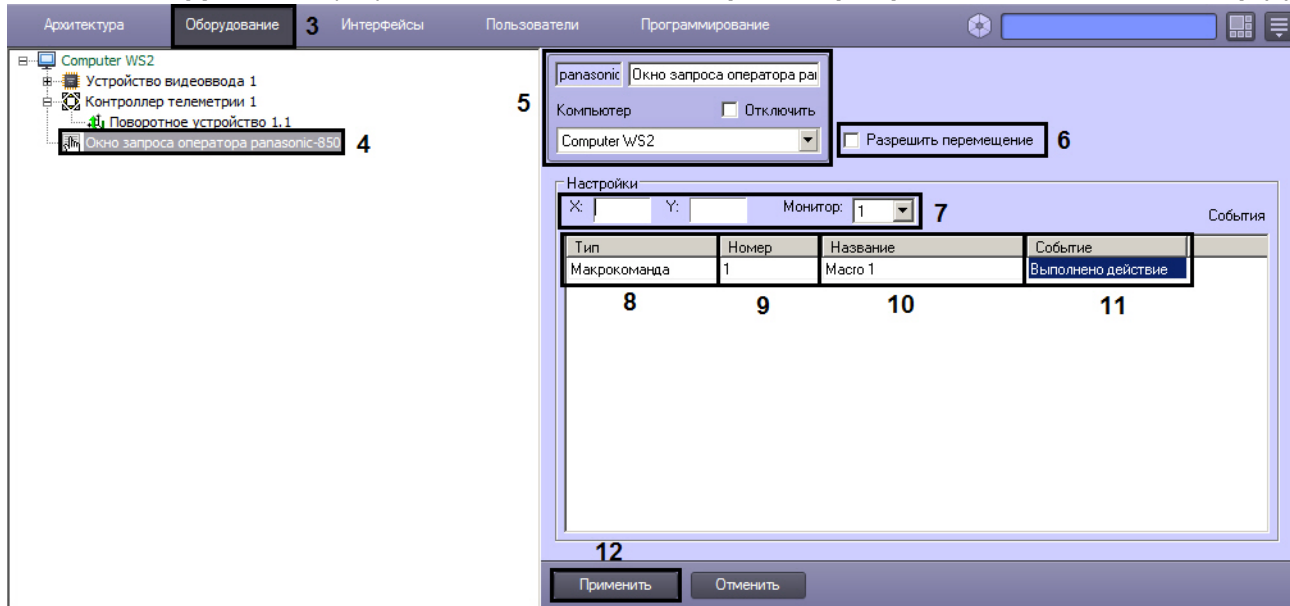 Архитектура Оборудование 3 Интерфейсы Пользователи Программирование
Computer WS2
Устройство видеоввода 1
Контроллер телеметрии 1
Поворотное устройство 1.1
Окно запроса оператора panasonic-850 4
5
panasonic Окно запроса оператора
Компьютер Отключить
Computer WS2
Разрешить перемещение 6
Настройки
X: Y: Монитор: 1 7
События
Тип Номер Название Событие
Макрокоманда 1 Macro 1 Выполнено действие
8 9 10 11
12
Применить Отменить